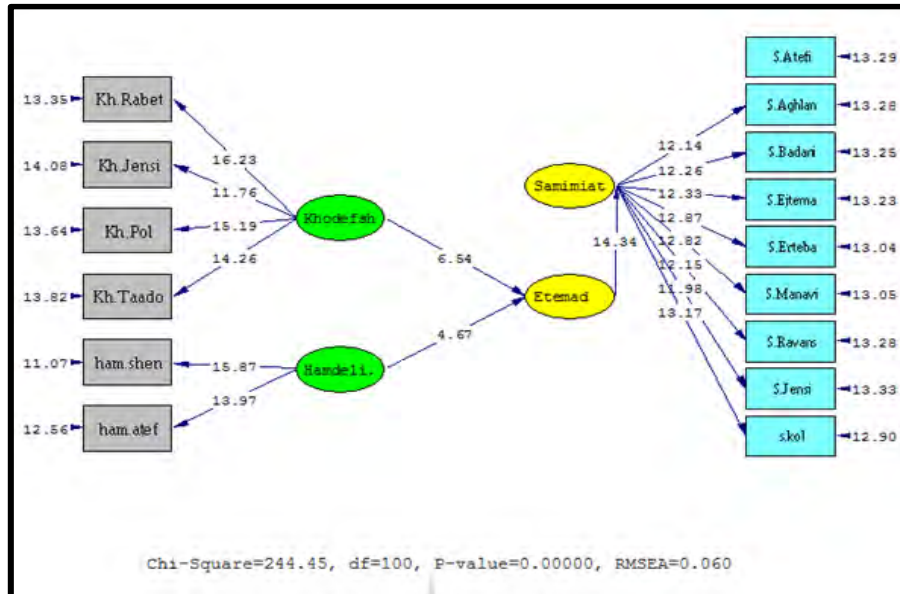 13.35 Kh.Rabet
14.08 Kh.Jensi
13.64 Kh.Pol
13.82 Kh.Taado
11.07 ham.shen
12.56 ham.atef
16.23
11.76
15.19
14.26
15.87
13.97
Khodefsh
Hamdeli.
6.54
4.67
Samimiat
Etemad
14.34
12.14
12.26
12.33
12.87
12.82
12.15
11.98
13.17
S.Atefi 13.29
S.Aghlan 13.28
S.Badani 13.25
S.Ejtema 13.23
S.Erteba 13.04
S.Manavi 13.05
S.Ravans 13.28
S.Jensi 13.33
s.kol 12.90
Chi-Square=244.45, df=100, P-value=0.00000, RMSEA=0.060